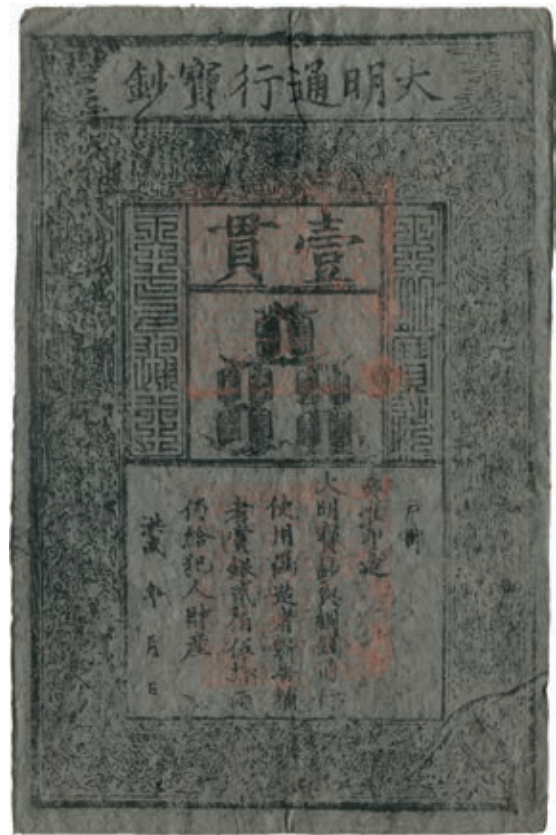 大明通行寶鈔
壹貫
戶部
奏准印造
大明寶鈔與銅錢通行
使用偽造者斬告捕
者賞銀貳佰伍拾兩
仍給犯人財產
洪武 年 月 日